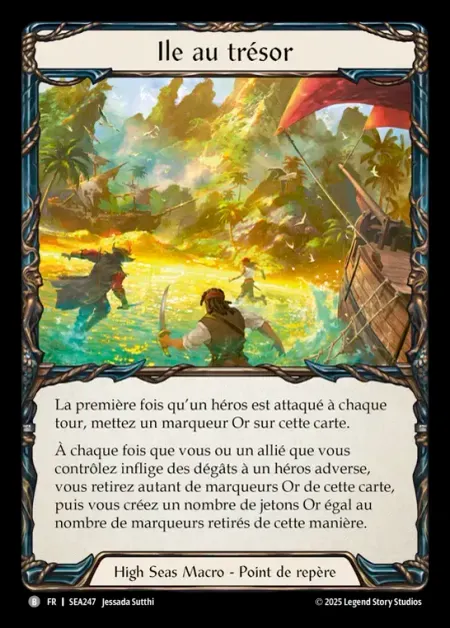 Ile au trésor
La première fois qu'un héros est attaqué à chaque
tour, mettez un marqueur Or sur cette carte.
À chaque fois que vous ou un allié que vous
contrôlez inflige des dégâts à un héros adverse,
vous retirez autant de marqueurs Or de cette carte,
puis vous créez un nombre de jetons Or égal au
nombre de marqueurs retirés de cette manière.
High Seas Macro - Point de repère
B FR | SEA247 Jessada Sutthi © 2025 Legend Story Studios